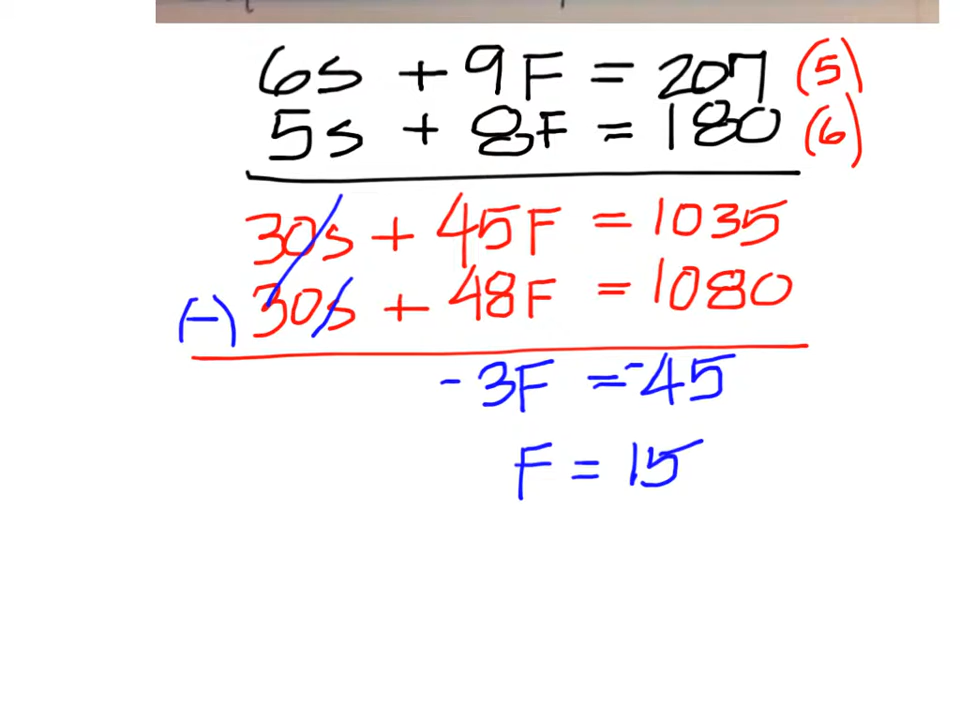 6s + 9F = 207 (5)
5s + 8F = 180 (6)
30s + 45F = 1035
(-) 30s + 48F = 1080
-3F = -45
F = 15